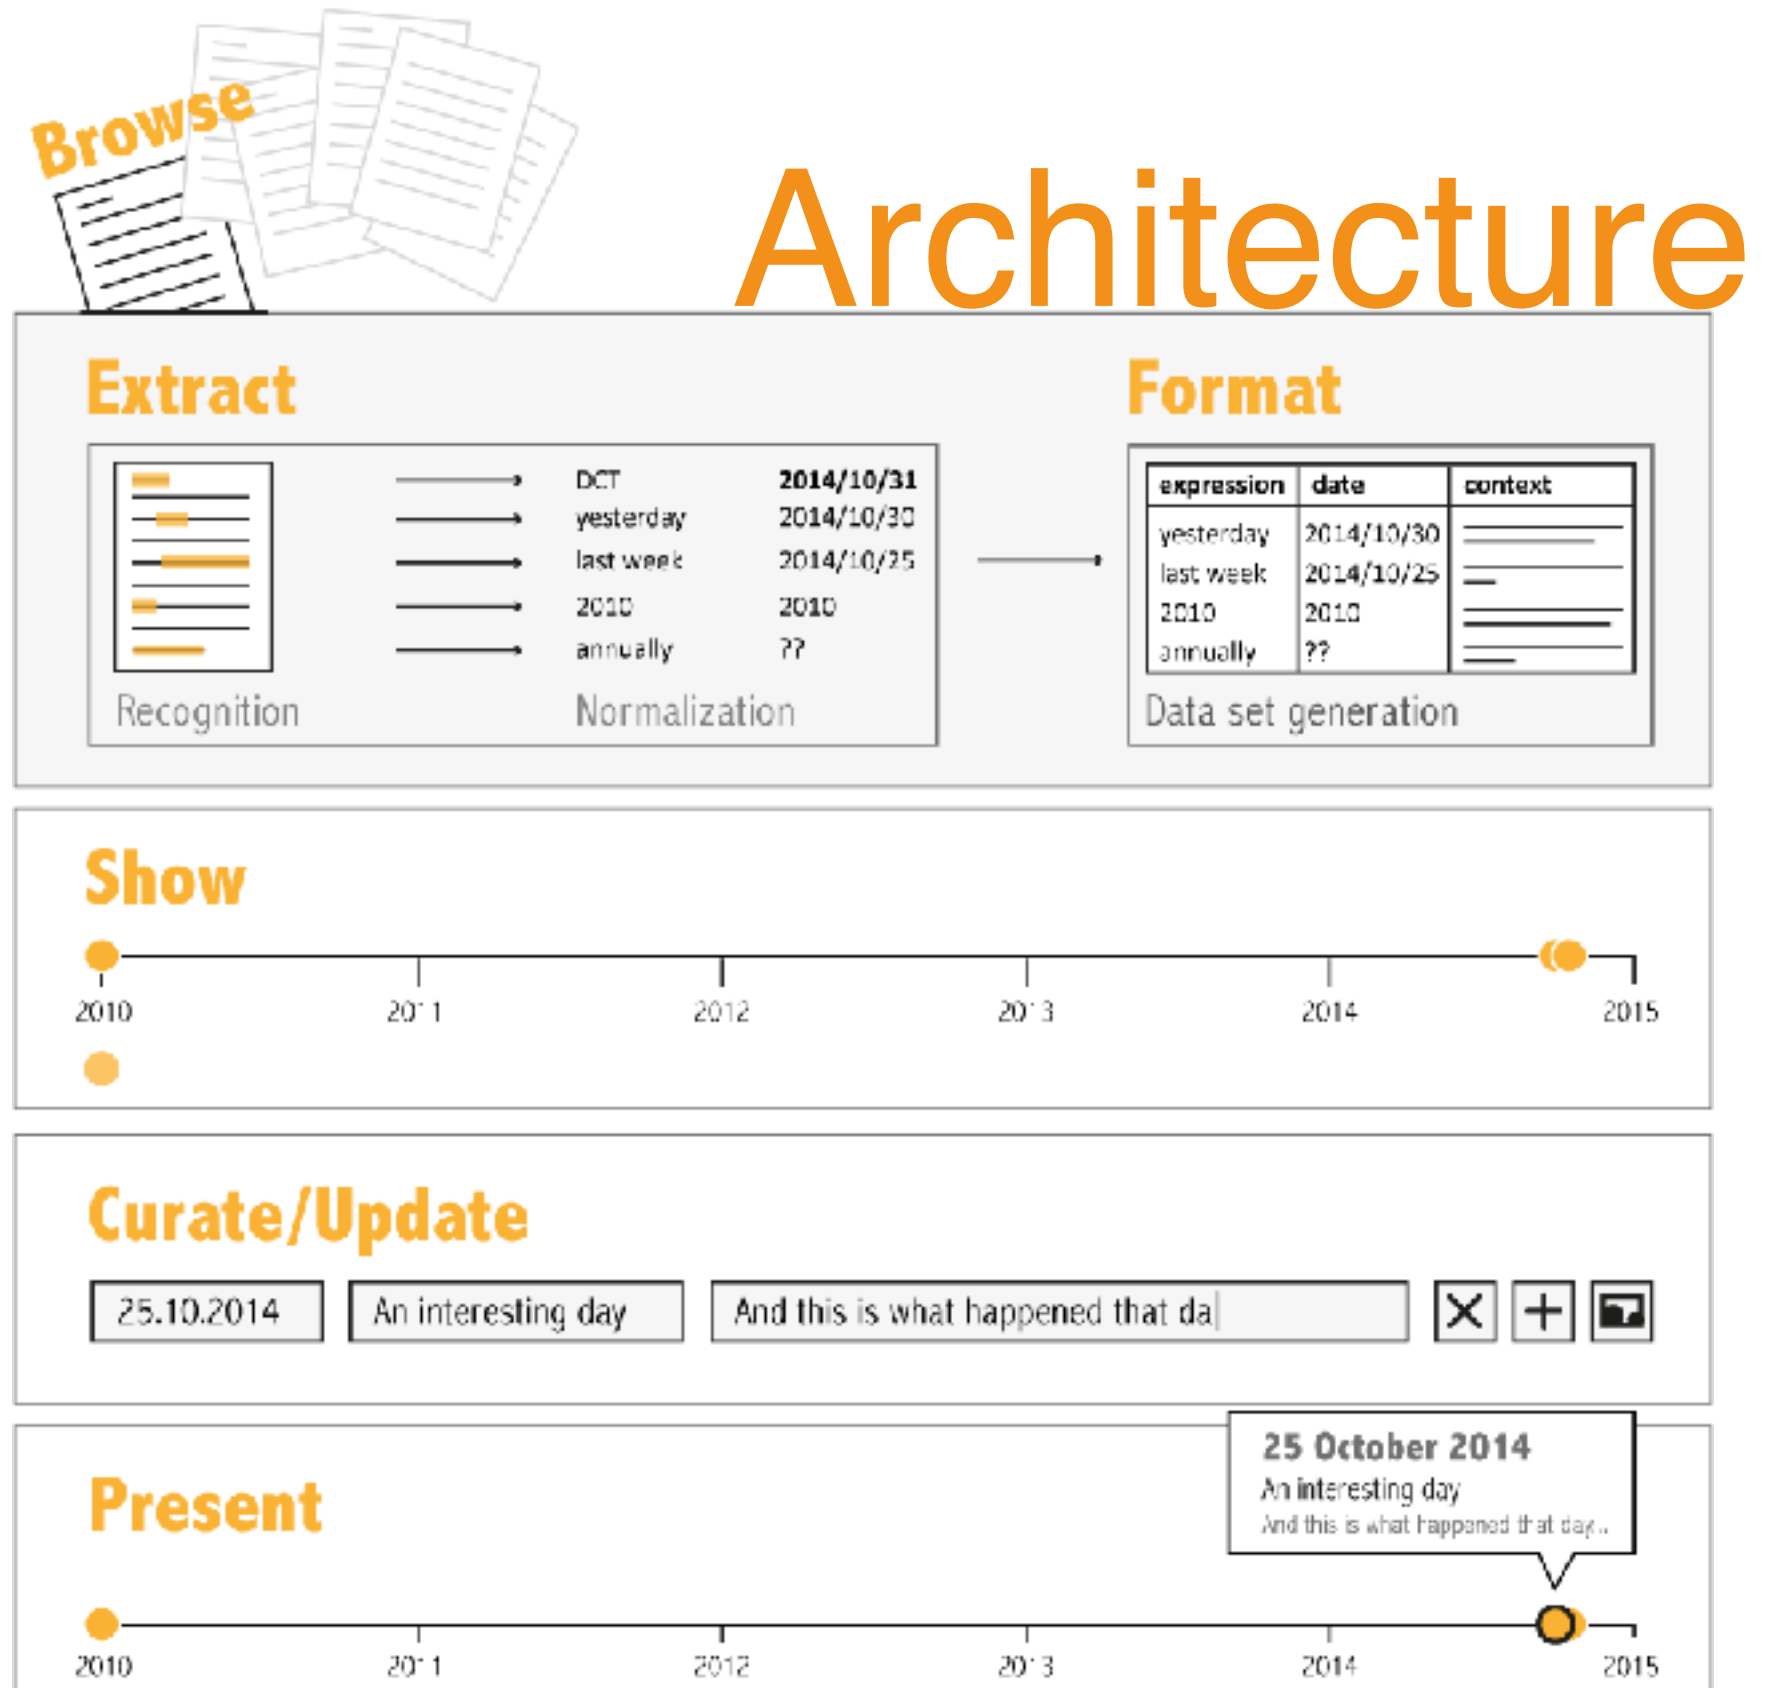 Browse
Architecture
Extract
Format
DCT 2014/10/31
yesterday 2014/10/30
last week 2014/10/25
2010 2010
annually ??
Recognition Normalization
expression date context
yesterday 2014/10/30
last week 2014/10/25
2010 2010
annually ??
Data set generation
Show
2010 2011 2012 2013 2014 2015
Curate/Update
25.10.2014 An interesting day And this is what happened that da
25 October 2014
An interesting day
And this is what happened that day..
Present
2010 2011 2012 2013 2014 2015